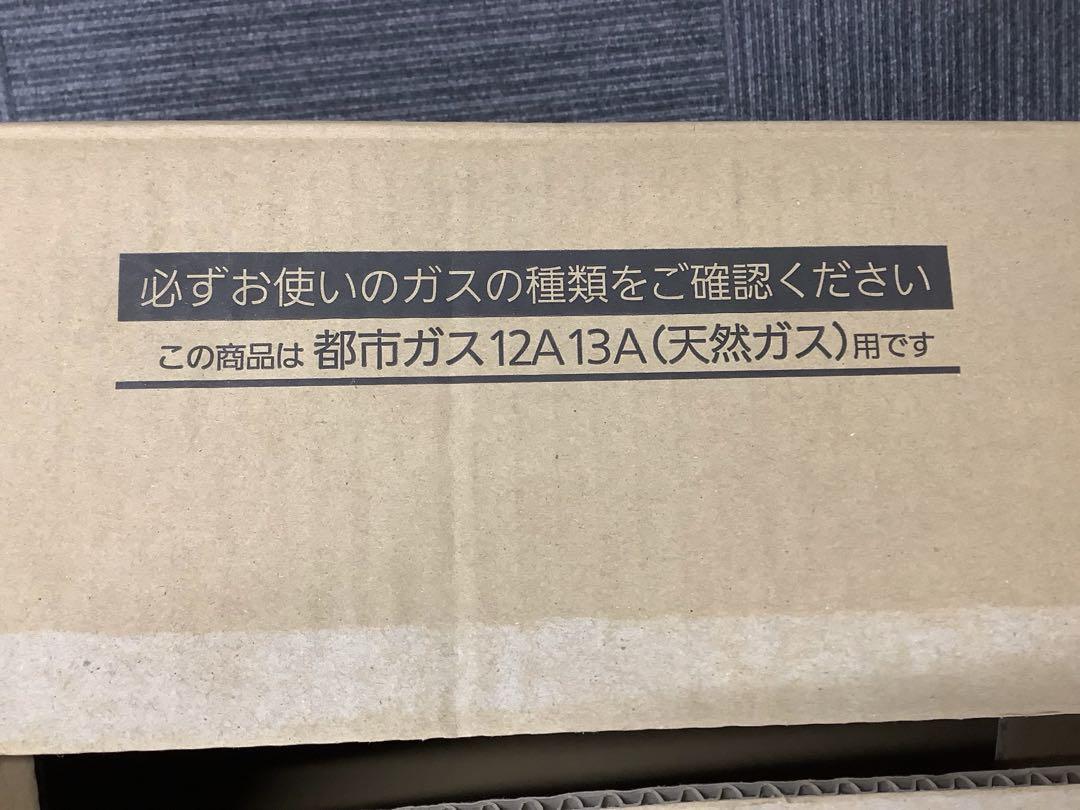 必ずお使いのガスの種類をご確認ください
この商品は 都市ガス12A13A(天然ガス)用です